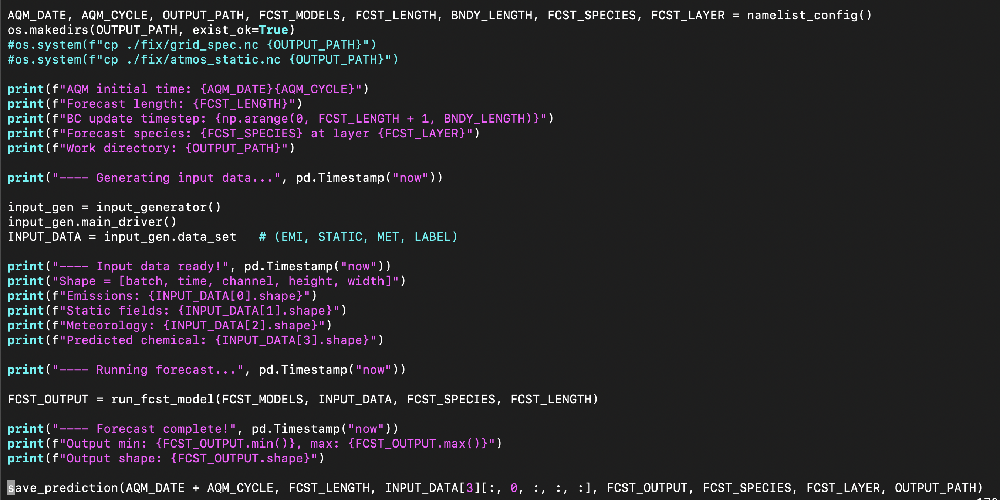 AQM_DATE, AQM_CYCLE, OUTPUT_PATH, FCST_MODELS, FCST_LENGTH, BNDY_LENGTH, FCST_SPECIES, FCST_LAYER = namelist_config()
os.makedirs(OUTPUT_PATH, exist_ok=True)
#os.system(f"cp ./fix/grid_spec.nc {OUTPUT_PATH}")
#os.system(f"cp ./fix/atmos_static.nc {OUTPUT_PATH}")
print(f"AQM initial time: {AQM_DATE}{AQM_CYCLE}")
print(f"Forecast length: {FCST_LENGTH}")
print(f"BC update timestep: {np.arange(0, FCST_LENGTH + 1, BNDY_LENGTH)}")
print(f"Forecast species: {FCST_SPECIES} at layer {FCST_LAYER}")
print(f"Work directory: {OUTPUT_PATH}")
print("---- Generating input data...", pd.Timestamp("now"))
input_gen = input_generator()
input_gen.main_driver()
INPUT_DATA = input_gen.data_set   # (EMI, STATIC, MET, LABEL)
print("---- Input data ready!", pd.Timestamp("now"))
print("Shape = [batch, time, channel, height, width]")
print(f"Emissions: {INPUT_DATA[0].shape}")
print(f"Static fields: {INPUT_DATA[1].shape}")
print(f"Meteorology: {INPUT_DATA[2].shape}")
print(f"Predicted chemical: {INPUT_DATA[3].shape}")
print("---- Running forecast...", pd.Timestamp("now"))
FCST_OUTPUT = run_fcst_model(FCST_MODELS, INPUT_DATA, FCST_SPECIES, FCST_LENGTH)
print("---- Forecast complete!", pd.Timestamp("now"))
print(f"Output min: {FCST_OUTPUT.min()}, max: {FCST_OUTPUT.max()}")
print(f"Output shape: {FCST_OUTPUT.shape}")
save_prediction(AQM_DATE + AQM_CYCLE, FCST_LENGTH, INPUT_DATA[3][:, 0, :, :, :], FCST_OUTPUT, FCST_SPECIES, FCST_LAYER, OUTPUT_PATH)